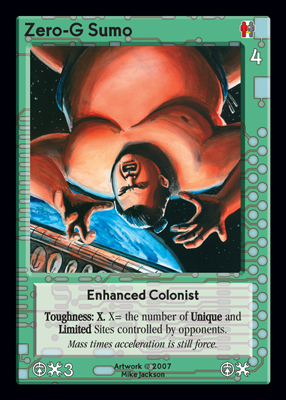 Zero-G Sumo
4
Enhanced Colonist
Toughness: X. X= the number of Unique and
Limited Sites controlled by opponents.
Mass times acceleration is still force.
3
Artwork © 2007
Mike Jackson
3